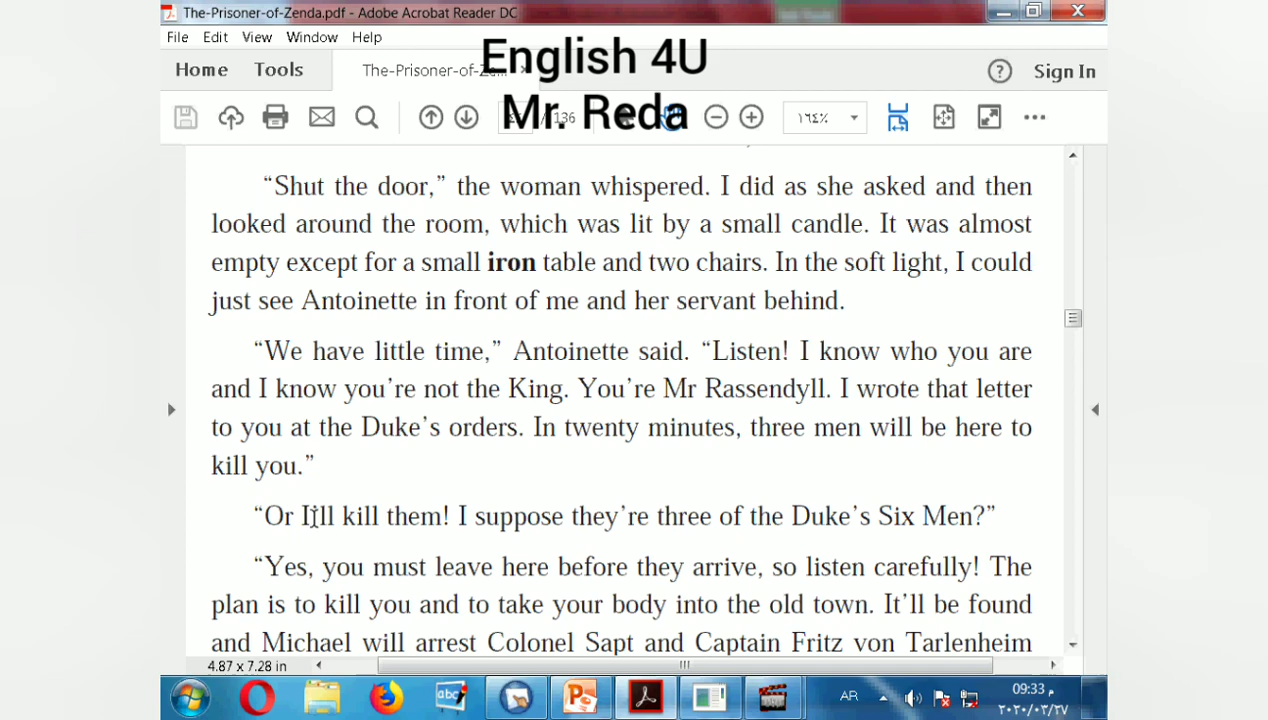 The-Prisoner-of-Zenda.pdf - Adobe Acrobat Reader DC
File Edit View Window Help
English 4U
Home Tools The-Prisoner-of-Ze... Sign In
Mr. Reda
/ 136 ١٦٤%
“Shut the door,” the woman whispered. I did as she asked and then
looked around the room, which was lit by a small candle. It was almost
empty except for a small iron table and two chairs. In the soft light, I could
just see Antoinette in front of me and her servant behind.
“We have little time,” Antoinette said. “Listen! I know who you are
and I know you’re not the King. You’re Mr Rassendyll. I wrote that letter
to you at the Duke’s orders. In twenty minutes, three men will be here to
kill you.”
“Or I’ll kill them! I suppose they’re three of the Duke’s Six Men?”
“Yes, you must leave here before they arrive, so listen carefully! The
plan is to kill you and to take your body into the old town. It’ll be found
and Michael will arrest Colonel Sapt and Captain Fritz von Tarlenheim
4.87 x 7.28 in
abc AR 09:33 م
٢٠٢٠/٠٣/٢٧